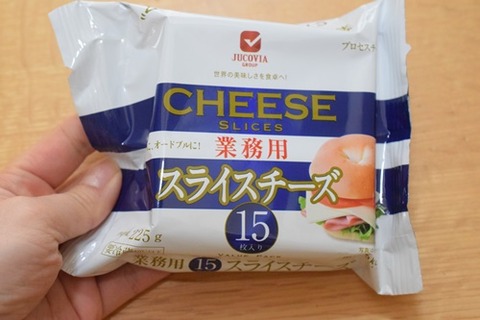 JUCOVIA
GROUP
プロセスチ
世界の美味しさを食卓へ!
CHEESE
SLICES
オードブルに!
業務用
スライスチーズ
225g
15
枚入り
VALUE PACK
業務用 15 スライスチー